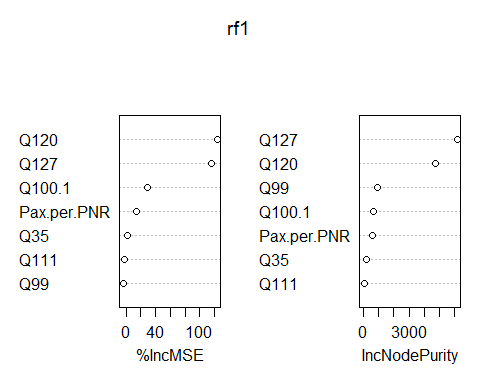 rf1
Q120
Q127
Q100.1
Pax.per.PNR
Q35
Q111
Q99
0 40 100
%IncMSE
Q127
Q120
Q99
Q100.1
Pax.per.PNR
Q35
Q111
0 3000
IncNodePurity